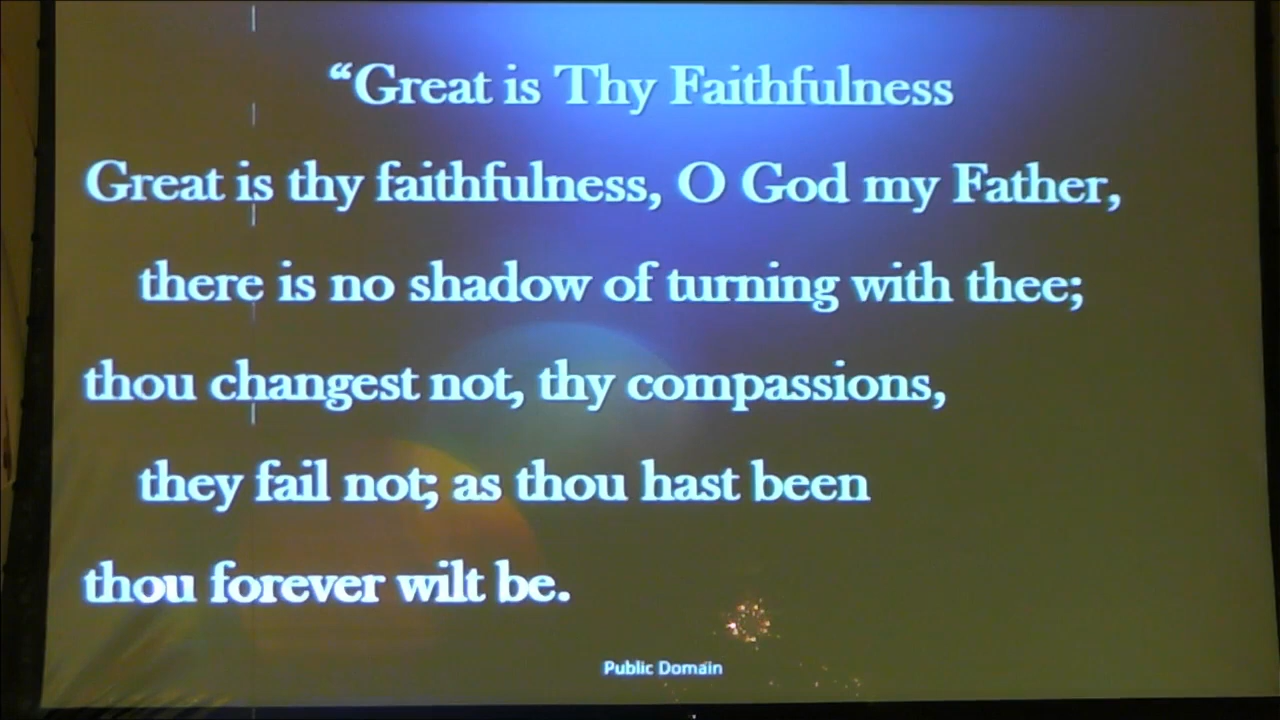 “Great is Thy Faithfulness
Great is thy faithfulness, O God my Father,
there is no shadow of turning with thee;
thou changest not, thy compassions,
they fail not; as thou hast been
thou forever wilt be.
Public Domain